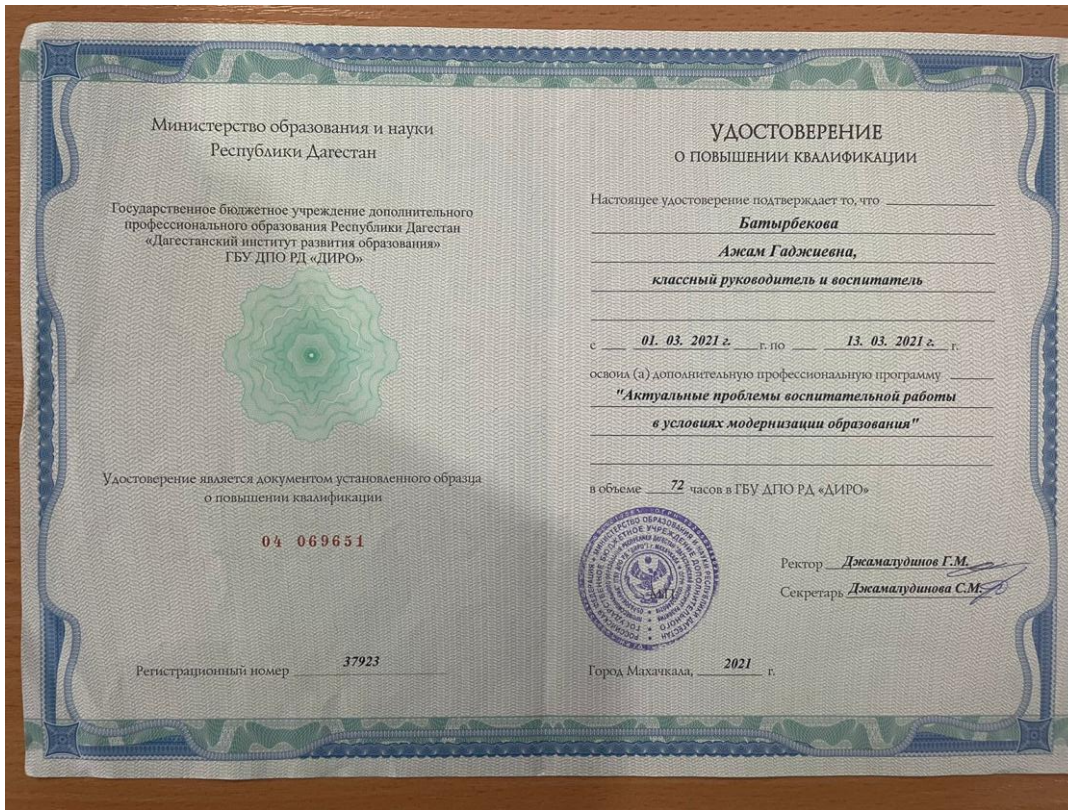 Министерство образования и науки
Республики Дагестан
Государственное бюджетное учреждение дополнительного
профессионального образования Республики Дагестан
«Дагестанский институт развития образования»
ГБУ ДПО РД «ДИРО»
Удостоверение является документом установленного образца
о повышении квалификации
04 069651
Регистрационный номер 37923
УДОСТОВЕРЕНИЕ
О ПОВЫШЕНИИ КВАЛИФИКАЦИИ
Настоящее удостоверение подтверждает то, что
Батырбекова
Ажам Гаджиевна,
классный руководитель и воспитатель
с 01. 03. 2021 г. г. по 13. 03. 2021 г. г.
освоил (а) дополнительную профессиональную программу
"Актуальные проблемы воспитательной работы
в условиях модернизации образования"
в объеме 72 часов в ГБУ ДПО РД «ДИРО»
М.П.
Ректор Джамалудинов Г.М.
Секретарь Джамалудинова С.М.
Город Махачкала, 2021 г.